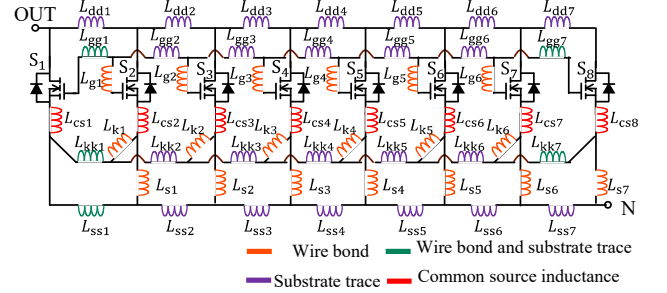 OUT Ldd1 Ldd2 Ldd3 Ldd4 Ldd5 Ldd6 Ldd7
Lgg1 Lgg2 Lgg3 Lgg4 Lgg5 Lgg6 Lgg7
S1 S2 S3 S4 S5 S6 S7 S8
Lg1 Lg2 Lg3 Lg4 Lg5 Lg6
Lcs1 Lcs2 Lcs3 Lcs4 Lcs5 Lcs6 Lcs7 Lcs8
Lk1 Lk2 Lk3 Lk4 Lk5 Lk6
Lkk1 Lkk2 Lkk3 Lkk4 Lkk5 Lkk6 Lkk7
Ls1 Ls2 Ls3 Ls4 Ls5 Ls6 Ls7
N
Lss1 Lss2 Lss3 Lss4 Lss5 Lss6 Lss7
Wire bond Wire bond and substrate trace
Substrate trace Common source inductance